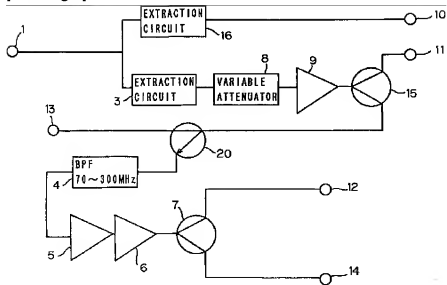 EXTRACTION
CIRCUIT
16
10
1
8
9
11
EXTRACTION
CIRCUIT
3
VARIABLE
ATTENUATOR
15
13
20
BPF
70~300MHz
4
7
12
5
6
14